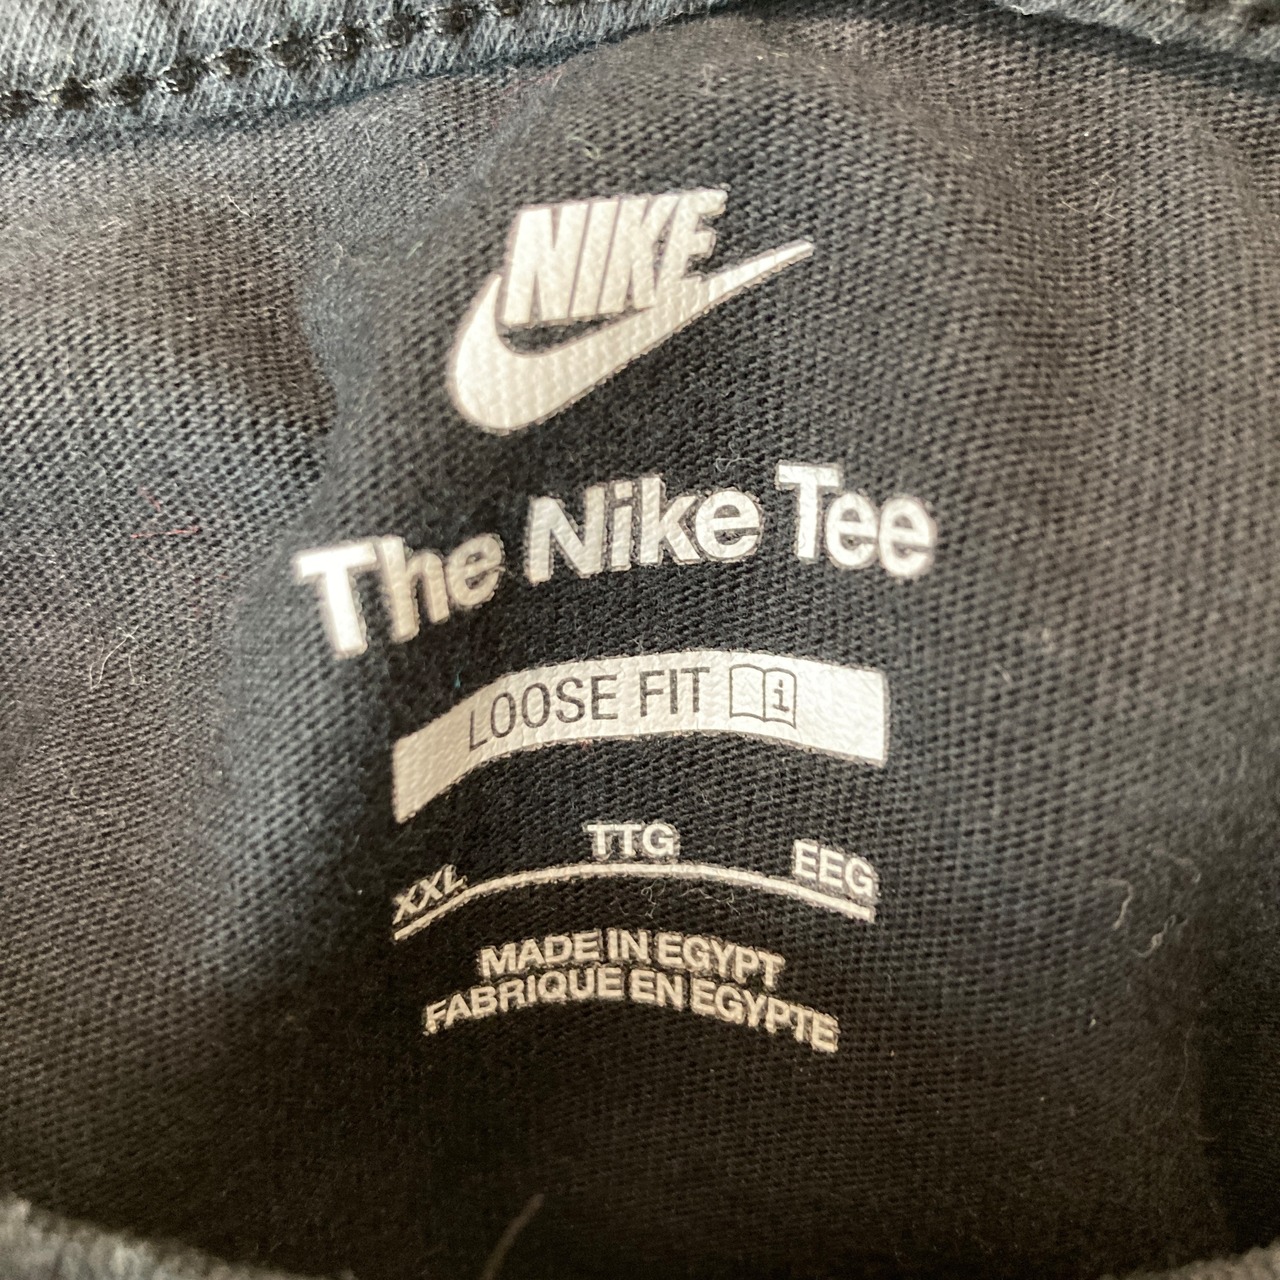 NIKE
The Nike Tee
LOOSE FIT i
XXL TTG EEG
MADE IN EGYPT
FABRIQUE EN EGYPTE